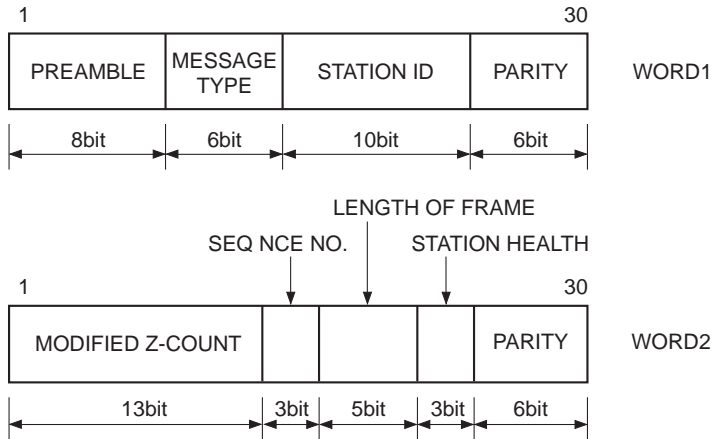 1 30
PREAMBLE MESSAGE TYPE STATION ID PARITY WORD1
8bit 6bit 10bit 6bit
LENGTH OF FRAME
SEQ NCE NO. STATION HEALTH
1 30
MODIFIED Z-COUNT PARITY WORD2
13bit 3bit 5bit 3bit 6bit